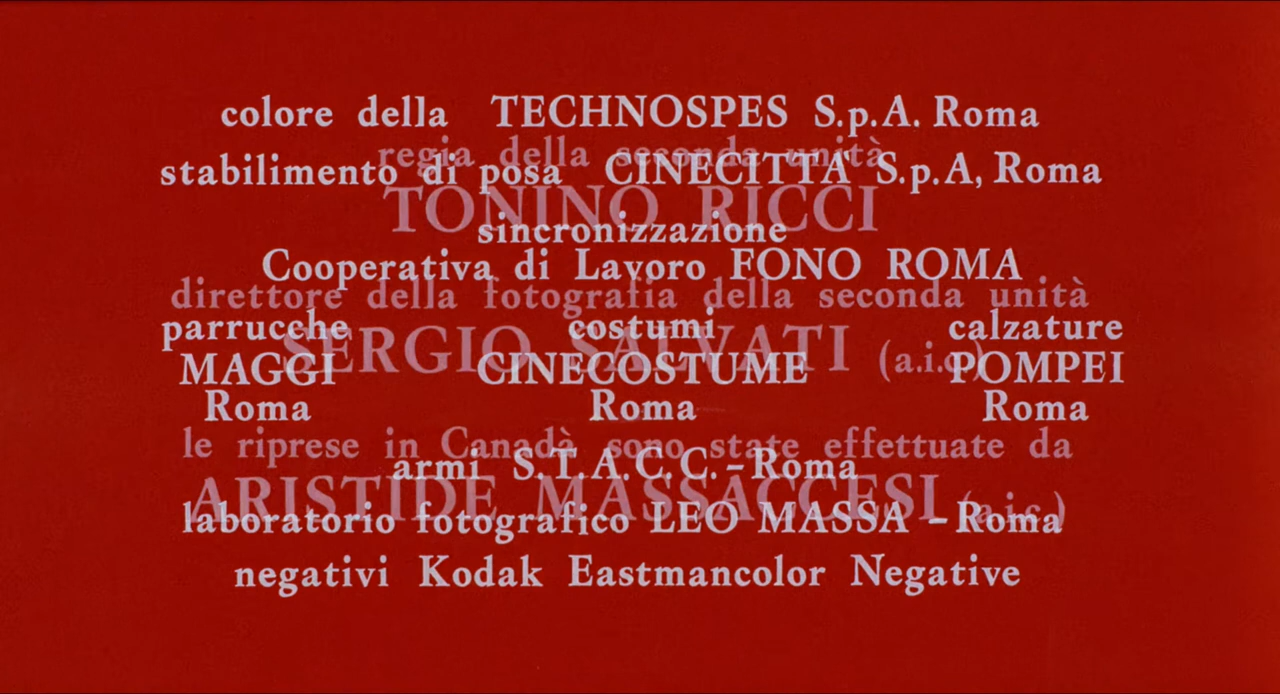 colore della TECHNOSPES S.p.A. Roma
regia della seconda unità
stabilimento di posa CINECITTA' S.p.A, Roma
TONINO RICCI
sincronizzazione
Cooperativa di Lavoro FONO ROMA
direttore della fotografia della seconda unità
parrucche costumi calzature
SERGIO SALVATI (a.i.c.)
MAGGI CINECOSTUME POMPEI
Roma Roma Roma
le riprese in Canadà sono state effettuate da
armi S.T.A.C.C. - Roma
ARISTIDE MASSACCESI (a.i.c.)
laboratorio fotografico LEO MASSA - Roma
negativi Kodak Eastmancolor Negative